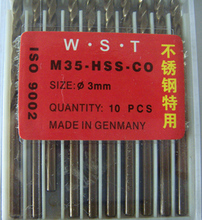 W·S·T
M35-HSS-CO
SIZE: Ø 3mm
QUANTITY: 10 PCS
MADE IN GERMANY
ISO 9002
不锈钢特用